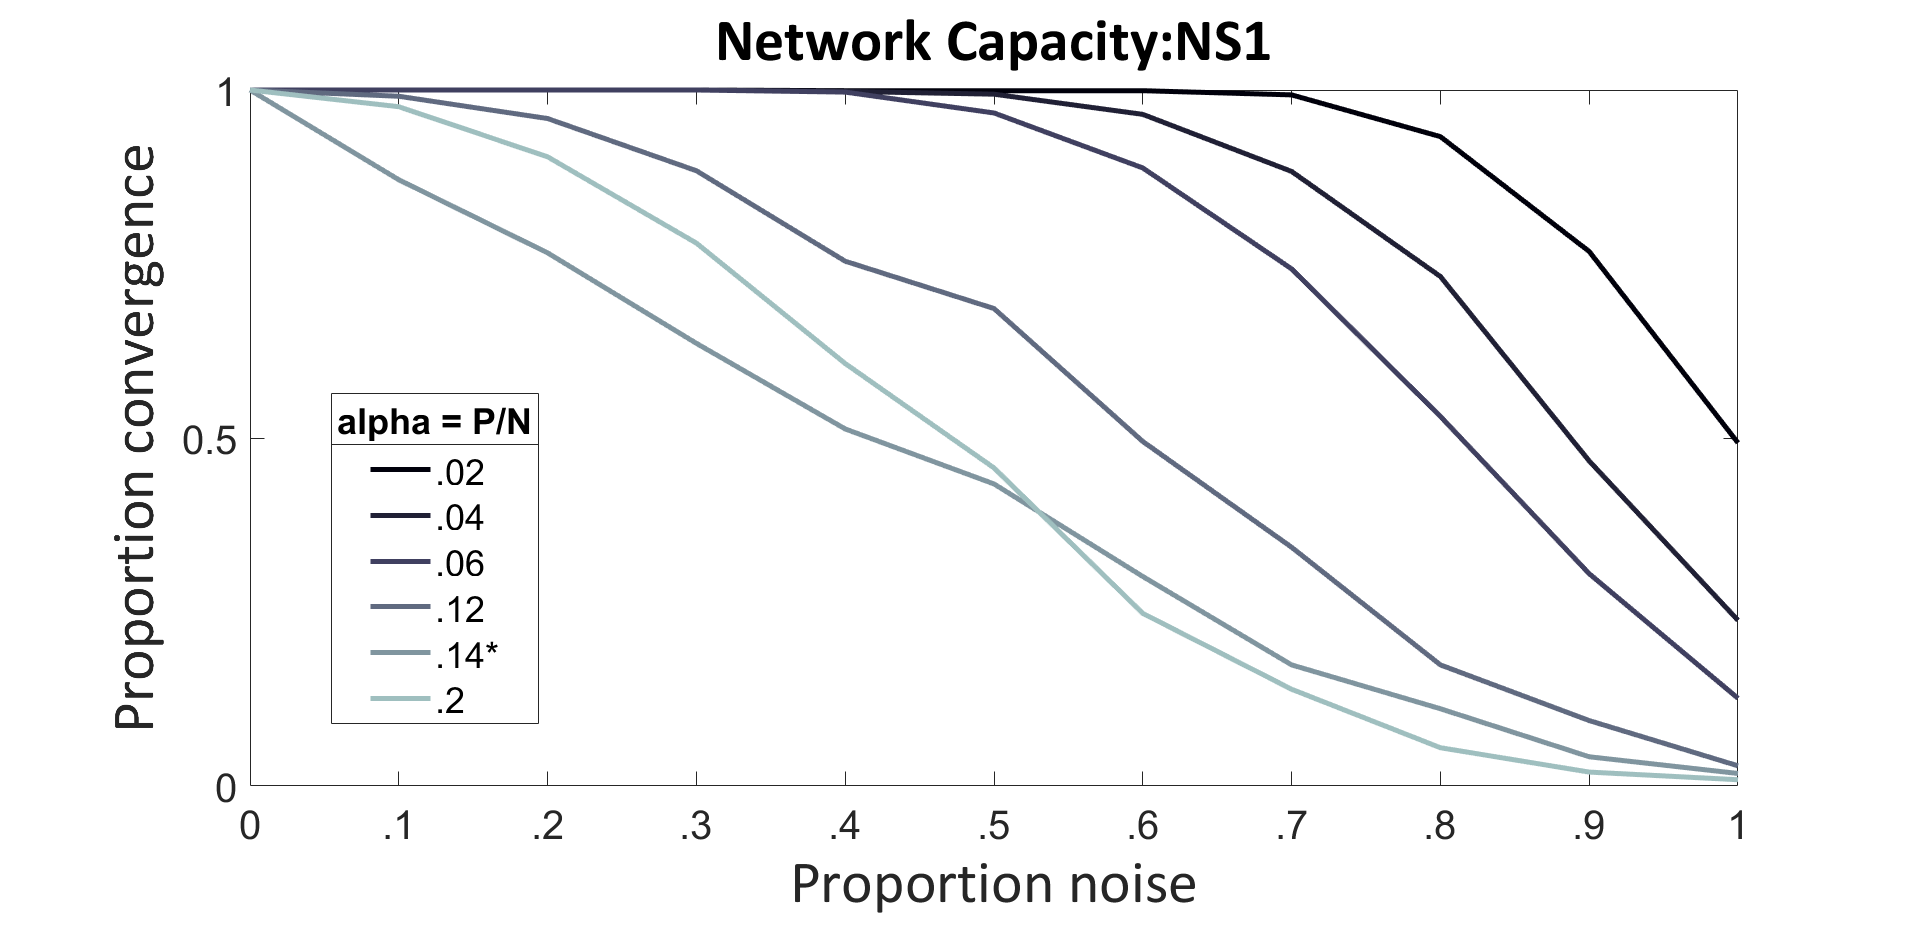 Network Capacity:NS1
Proportion convergence
1
0.5
0
alpha = P/N
.02
.04
.06
.12
.14*
.2
0 .1 .2 .3 .4 .5 .6 .7 .8 .9 1
Proportion noise